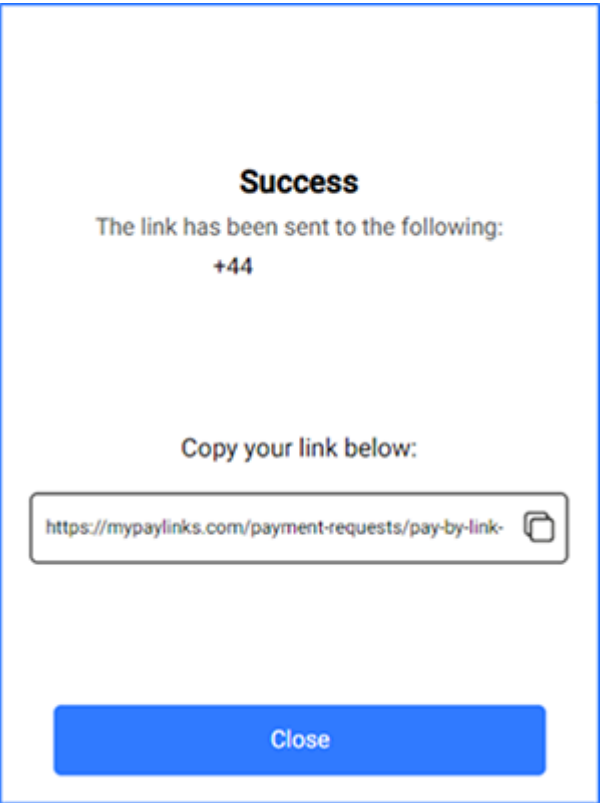 Success
The link has been sent to the following:
+44
Copy your link below:
https://mypaylinks.com/payment-requests/pay-by-link-
Close